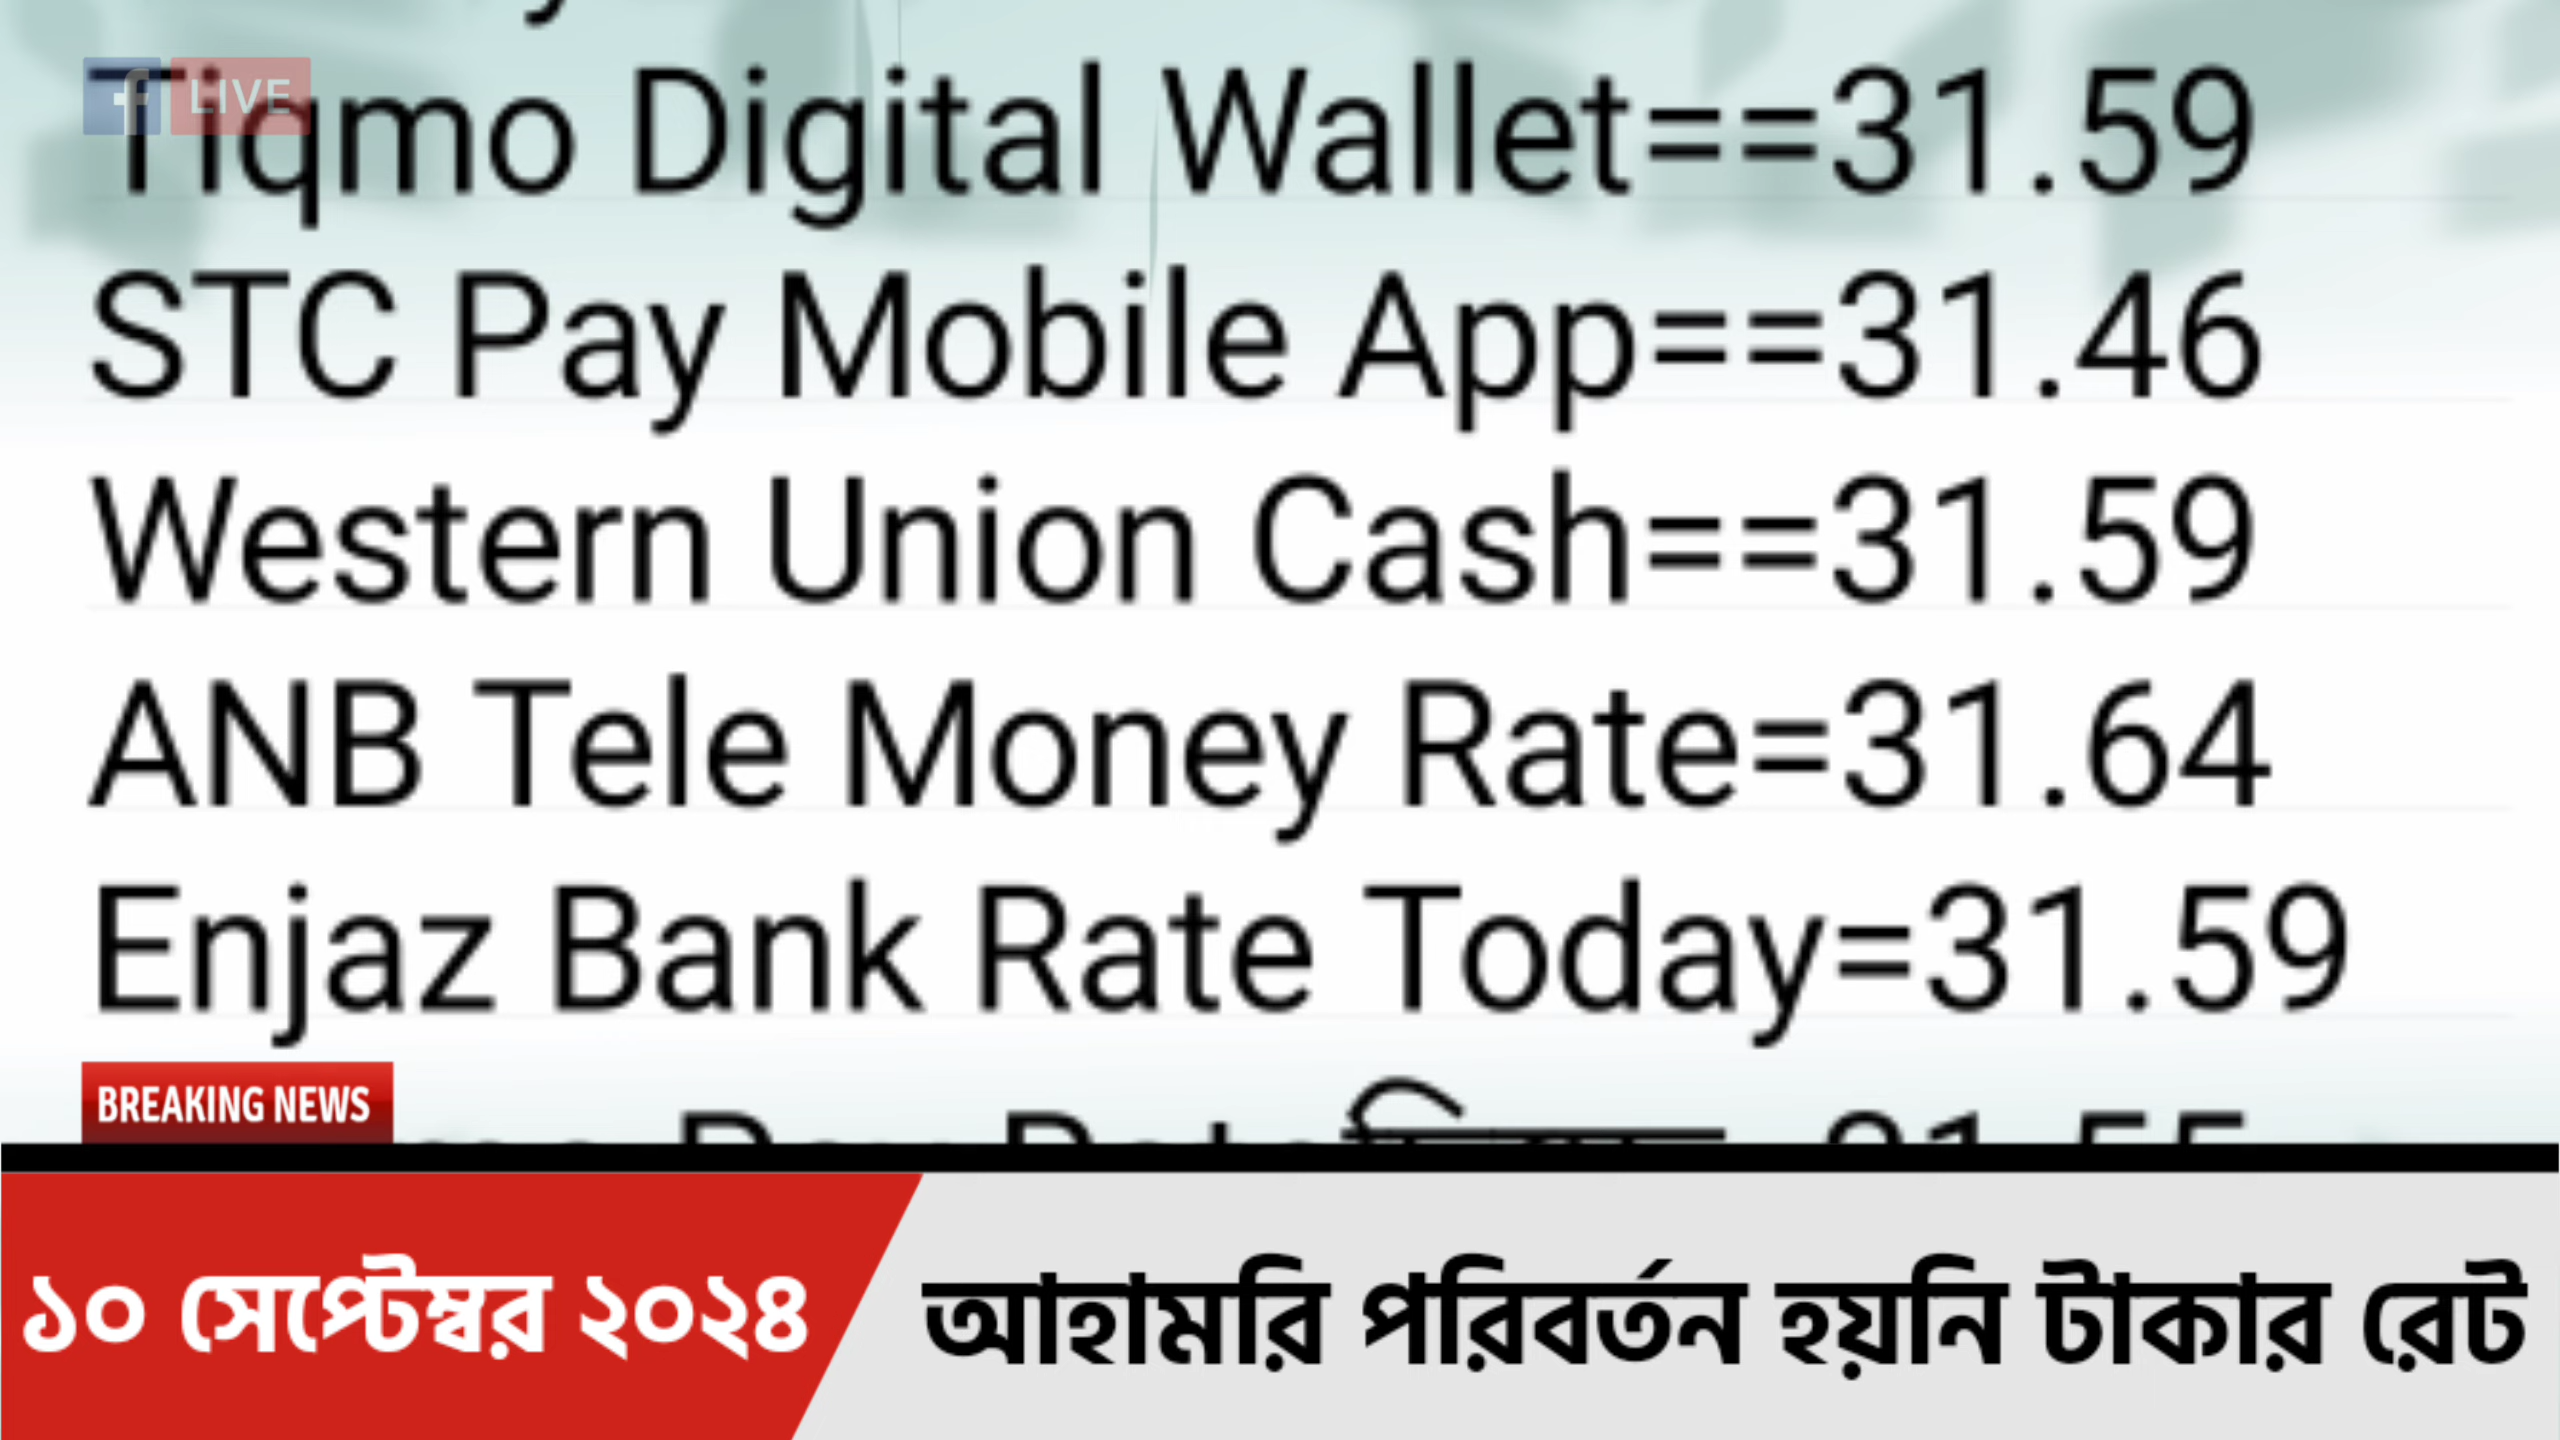 LIVE
Tiqmo Digital Wallet==31.59
STC Pay Mobile App==31.46
Western Union Cash==31.59
ANB Tele Money Rate=31.64
Enjaz Bank Rate Today=31.59
BREAKING NEWS
১০ সেপ্টেম্বর ২০২৪
আহামরি পরিবর্তন হয়নি টাকার রেট